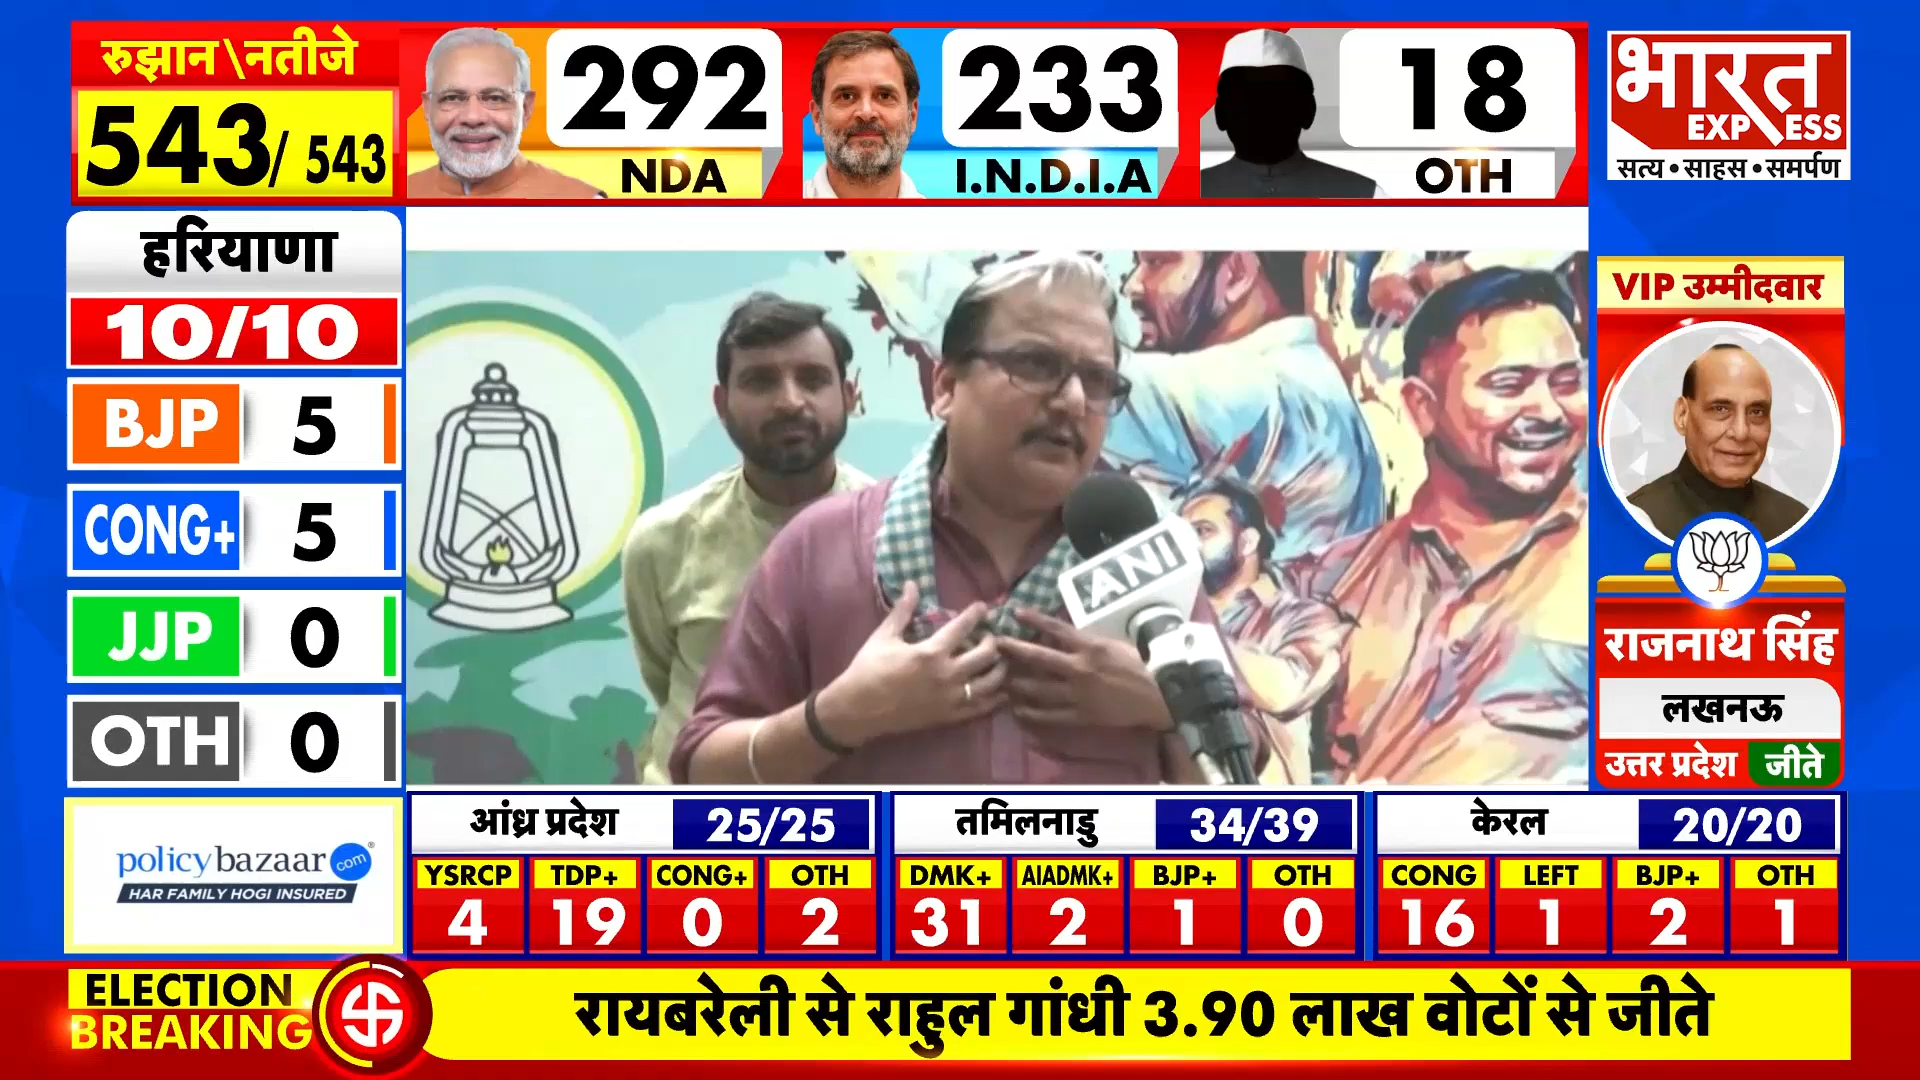 रुझान\नतीजे
543/ 543
292
NDA
233
I.N.D.I.A
18
OTH
भारत
EXPRESS
सत्य • साहस • समर्पण
हरियाणा
10/10
BJP 5
CONG+ 5
JJP 0
OTH 0
policybazaar.com
HAR FAMILY HOGI INSURED
ANI
VIP उम्मीदवार
राजनाथ सिंह
लखनऊ
उत्तर प्रदेश जीते
आंध्र प्रदेश 25/25
YSRCP TDP+ CONG+ OTH
4 19 0 2
तमिलनाडु 34/39
DMK+ AIADMK+ BJP+ OTH
31 2 1 0
केरल 20/20
CONG LEFT BJP+ OTH
16 1 2 1
ELECTION
BREAKING
रायबरेली से राहुल गांधी 3.90 लाख वोटों से जीते